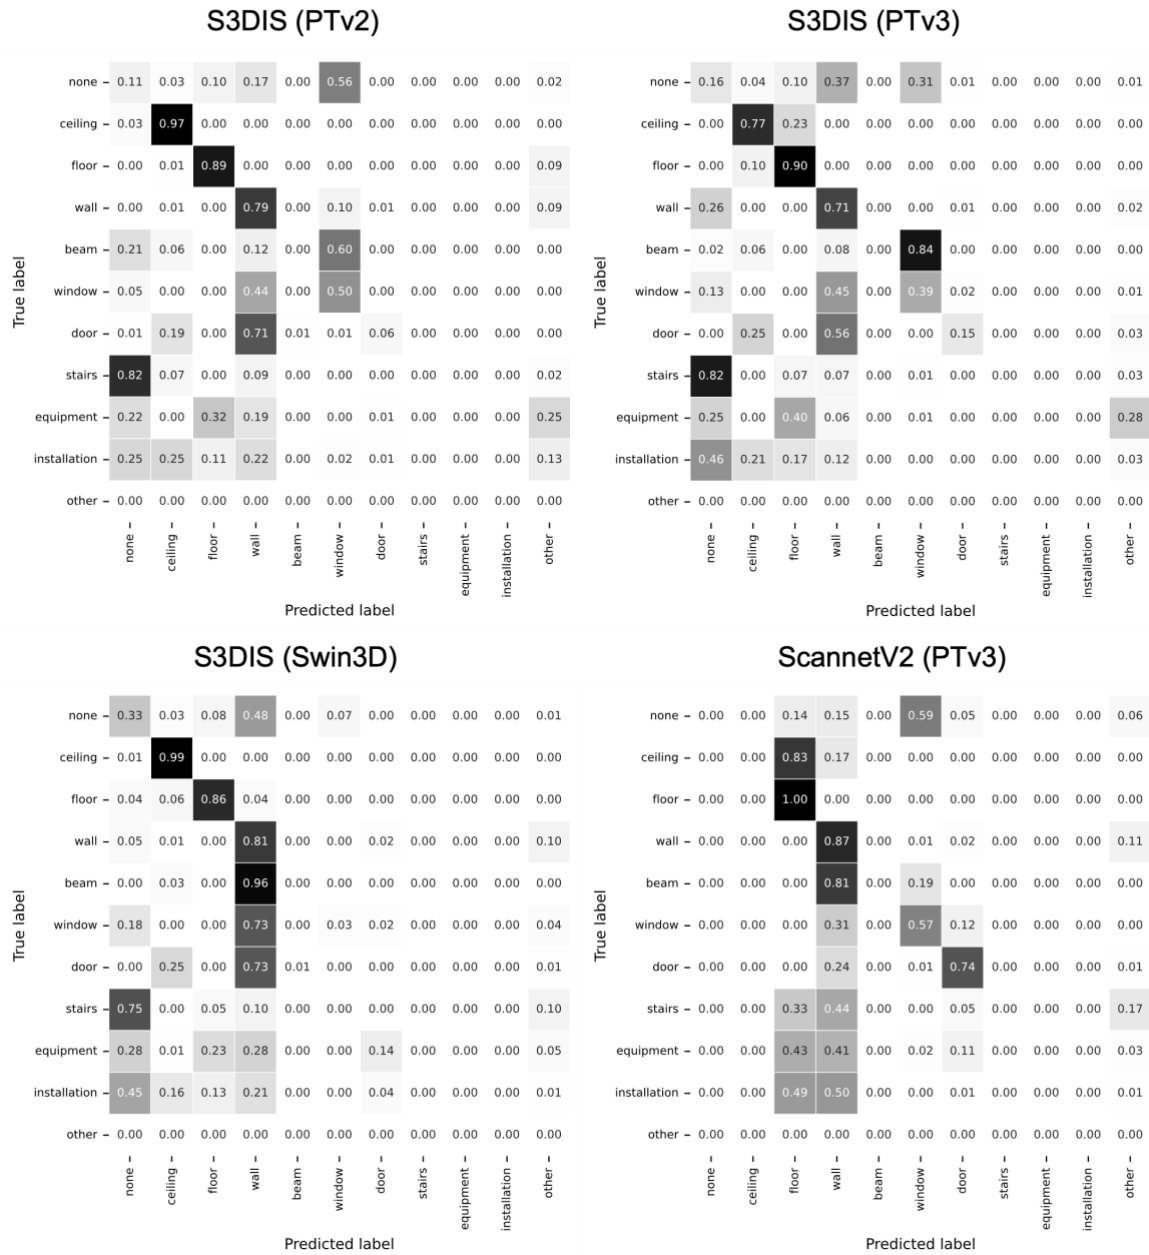 S3DIS (PTv2)
none 0.11 0.03 0.10 0.17 0.00 0.56 0.00 0.00 0.00 0.00 0.02
ceiling 0.03 0.97 0.00 0.00 0.00 0.00 0.00 0.00 0.00 0.00 0.00
floor 0.00 0.01 0.89 0.00 0.00 0.00 0.00 0.00 0.00 0.00 0.09
wall 0.00 0.01 0.00 0.79 0.00 0.10 0.01 0.00 0.00 0.00 0.09
beam 0.21 0.06 0.00 0.12 0.00 0.60 0.00 0.00 0.00 0.00 0.00
window 0.05 0.00 0.00 0.44 0.00 0.50 0.00 0.00 0.00 0.00 0.00
door 0.01 0.19 0.00 0.71 0.01 0.01 0.06 0.00 0.00 0.00 0.00
stairs 0.82 0.07 0.00 0.09 0.00 0.00 0.00 0.00 0.00 0.00 0.02
equipment 0.22 0.00 0.32 0.19 0.00 0.00 0.01 0.00 0.00 0.00 0.25
installation 0.25 0.25 0.11 0.22 0.00 0.02 0.01 0.00 0.00 0.00 0.13
other 0.00 0.00 0.00 0.00 0.00 0.00 0.00 0.00 0.00 0.00 0.00
none ceiling floor wall beam window door stairs equipment installation other
True label
Predicted label
S3DIS (PTv3)
none 0.16 0.04 0.10 0.37 0.00 0.31 0.01 0.00 0.00 0.00 0.01
ceiling 0.00 0.77 0.23 0.00 0.00 0.00 0.00 0.00 0.00 0.00 0.00
floor 0.00 0.10 0.90 0.00 0.00 0.00 0.00 0.00 0.00 0.00 0.00
wall 0.26 0.00 0.00 0.71 0.00 0.00 0.01 0.00 0.00 0.00 0.02
beam 0.02 0.06 0.00 0.08 0.00 0.84 0.00 0.00 0.00 0.00 0.00
window 0.13 0.00 0.00 0.45 0.00 0.39 0.02 0.00 0.00 0.00 0.01
door 0.00 0.25 0.00 0.56 0.00 0.00 0.15 0.00 0.00 0.00 0.03
stairs 0.82 0.00 0.07 0.07 0.00 0.01 0.00 0.00 0.00 0.00 0.03
equipment 0.25 0.00 0.40 0.06 0.00 0.01 0.00 0.00 0.00 0.00 0.28
installation 0.46 0.21 0.17 0.12 0.00 0.00 0.00 0.00 0.00 0.00 0.03
other 0.00 0.00 0.00 0.00 0.00 0.00 0.00 0.00 0.00 0.00 0.00
none ceiling floor wall beam window door stairs equipment installation other
True label
Predicted label
S3DIS (Swin3D)
none 0.33 0.03 0.08 0.48 0.00 0.07 0.00 0.00 0.00 0.00 0.01
ceiling 0.01 0.99 0.00 0.00 0.00 0.00 0.00 0.00 0.00 0.00 0.00
floor 0.04 0.06 0.86 0.04 0.00 0.00 0.00 0.00 0.00 0.00 0.00
wall 0.05 0.01 0.00 0.81 0.00 0.00 0.02 0.00 0.00 0.00 0.10
beam 0.00 0.03 0.00 0.96 0.00 0.00 0.00 0.00 0.00 0.00 0.00
window 0.18 0.00 0.00 0.73 0.00 0.03 0.02 0.00 0.00 0.00 0.04
door 0.00 0.25 0.00 0.73 0.01 0.00 0.00 0.00 0.00 0.00 0.01
stairs 0.75 0.00 0.05 0.10 0.00 0.00 0.00 0.00 0.00 0.00 0.10
equipment 0.28 0.01 0.23 0.28 0.00 0.00 0.14 0.00 0.00 0.00 0.05
installation 0.45 0.16 0.13 0.21 0.00 0.00 0.04 0.00 0.00 0.00 0.01
other 0.00 0.00 0.00 0.00 0.00 0.00 0.00 0.00 0.00 0.00 0.00
none ceiling floor wall beam window door stairs equipment installation other
True label
Predicted label
ScannetV2 (PTv3)
none 0.00 0.00 0.14 0.15 0.00 0.59 0.05 0.00 0.00 0.00 0.06
ceiling 0.00 0.00 0.83 0.17 0.00 0.00 0.00 0.00 0.00 0.00 0.00
floor 0.00 0.00 1.00 0.00 0.00 0.00 0.00 0.00 0.00 0.00 0.00
wall 0.00 0.00 0.00 0.87 0.00 0.01 0.02 0.00 0.00 0.00 0.11
beam 0.00 0.00 0.00 0.81 0.00 0.19 0.00 0.00 0.00 0.00 0.00
window 0.00 0.00 0.00 0.31 0.00 0.57 0.12 0.00 0.00 0.00 0.00
door 0.00 0.00 0.00 0.24 0.00 0.01 0.74 0.00 0.00 0.00 0.01
stairs 0.00 0.00 0.33 0.44 0.00 0.00 0.05 0.00 0.00 0.00 0.17
equipment 0.00 0.00 0.43 0.41 0.00 0.02 0.11 0.00 0.00 0.00 0.03
installation 0.00 0.00 0.49 0.50 0.00 0.00 0.01 0.00 0.00 0.00 0.01
other 0.00 0.00 0.00 0.00 0.00 0.00 0.00 0.00 0.00 0.00 0.00
none ceiling floor wall beam window door stairs equipment installation other
True label
Predicted label